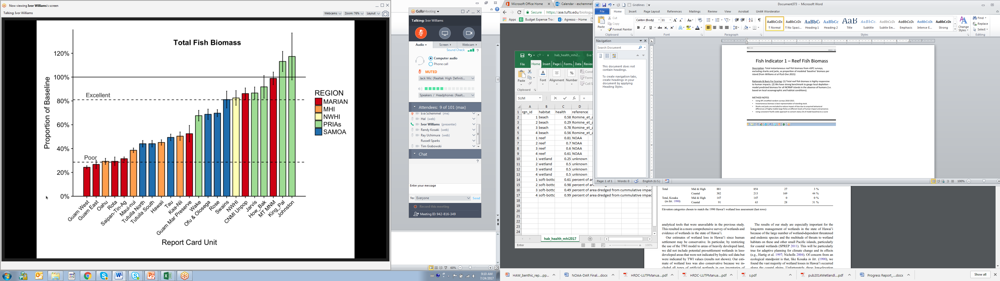 Now viewing Ivor Williams's screen
Talking: Ivor Williams
Webcams
Zoom: 76%
Layout
Total Fish Biomass
Proportion of Baseline
120%
100%
80%
60%
40%
20%
0%
Excellent
Poor
REGION
MARIAN
MHI
NWHI
PRIAs
SAMOA
Guam West
Guam East
Oahu
Rota
Saipan-Tin-Ag
Maui-nui
Tutuila North
Tutuila South
Hawaii
Tau
Kaa-Nii
Guam Mar Preserve
Wake
Ofu & Olosega
Rose
Swains
NWHI
CNMI Unpop
Jarvis
How_Bak
MT MNM
King_Pal
Johnston
Report Card Unit
GoToMeeting
Talking: Ivor Williams
Audio
Screen
Webcam
Sound Check
?
Computer audio
Phone call
MUTED
Jack Mic (Realtek High Definiti...
Speakers / Headphones (Realt...
Attendees: 9 of 101 (max)
Eva Schemmel (me)
Hal (web)
Ivor Williams (presenter)
Randy Kosaki (web)
Ray Uchimura (web)
Russell Sparks
Tim Grabowski
Chat
?
Enter your message
To: Everyone
Send
Record this meeting
Meeting ID: 942-816-349
60%
9:10 AM
7/24/2017
Microsoft Office Home
Calendar - eschemmel
Secure
https://ase.tufts.edu/biology/
Apps
Budget Expense Trac
Agresso - Home
hab_health_mhi2...
Eva S
File
Home
Insert
Page L
Formu
Data
Review
Paste
Font
Alignment
Number
Cond
Form
Cell S
Clipboard
SUM
fx
=
A B C D
1 rgn_id habitat health reference
2 1 beach 0.58 Romine_et_a
3 2 beach 0.29 Romine_et_a
4 3 beach 0.78 Romine_et_a
5 4 beach 0.56 Romine_et_a
6 1 reef 0.81 NOAA
7 2 reef 0.7 NOAA
8 3 reef 0.6 NOAA
9 4 reef 0.61 NOAA
10 1 wetland 0.25 unknown
11 2 wetland 0.5 unknown
12 3 wetland 0.5 unknown
13 4 wetland 0.5 unknown
14 1 soft-botto 0.61 percent of ar
15 2 soft-botto 0.98 percent of area dredged from cummulative impac
16 3 soft-botto 0.49 percent of area dredged from cummulative impac
17 4 soft-botto 0.99 percent of area dredged from cummulative impac
18
19
20
21
22
23
24
hab_health_mhi2017
Enter
100%
Gridlines
Document373 - Microsoft Word
File
Home
Insert
Page Layout
References
Mailings
Review
View
Acrobat
Unit4 Worderator
Paste
Cut
Copy
Format Painter
Clipboard
Calibri (Body)
11
Font
Paragraph
AaBbCcDc
¶ Normal
AaBbCcDc
¶ No Spaci...
AaBbC
Heading 1
AaBbCc
Heading 2
AaB
Title
AaBbCc.
Subtitle
AaBbCcDc
Subtle Em...
AaBbCcDc
Emphasis
AaBbCcDc
Intense E...
AaBbCcDc
Strong
Styles
Change
Styles
Find
Replace
Select
Editing
Navigation
Search Document
This document does not
contain headings.
To create navigation tabs,
create headings in your
document by applying
Heading Styles.
Fish Indicator 1 – Reef Fish Biomass
Description: Total instantaneous reef fish biomass from nSPC surveys,
excluding sharks and jacks, as proportion of modeled 'baseline' biomass per
island (from Williams et al PLoS One 2015).
Rationale & Basis For Scoring: (1) Total reef fish biomass is highly responsive
to human impacts. (2) We have strong benchmark to gauge local depletion -
model predicted biomass for all NCRMP islands in the absence of humans (i.e.
based on local oceanographic and habitat conditions).
METHOD NOTES
• Using SPC stratified random surveys 2010-2015.
• Instantaneous biomass is best representation of standing stock.
• Sharks and jacks are excluded to reduce impact of bias due to acquired behavioral
differences of highly mobile large fishes at different levels of human impact and presence.
• Using consistent Pacific-wide approach to convert status (% of model baseline) to a score
Page: 1 of 1
Words: 0
English (U.S.)
100%
Total Mid & High 881 854 27 3 %
Coastal 382 213 169 44 %
Total, Kosaka Mid & High 147 147 0 0 %
(in litt. 1990) Coastal 91 63 28 31 %
Elevation categories chosen to match the 1990 Hawai'i wetland loss assessment (last rows)
analytical tools that were unavailable in the previous study.
This resulted in a more comprehensive survey of wetlands and
evidence of wetlands in the state of Hawai'i.
Our estimates of wetland loss in Hawai'i since human
settlement may be conservative. In particular, by restricting
the use of the TWI model to areas of heavily developed land,
we did not include potential pre-settlement wetlands in less-
developed areas that were not indicated by hydric soil data but
were indicated by TWI values (results not shown). Our esti-
mate of wetland loss was also conservative because we in-
cluded all types of artificial wetlands in our inventories of
The results of our study are especially important for the
long-term management of wetlands in the state of Hawai'i
because of the large number of wetland-dependent threatened
and endemic species and the multitude of threats to wetland
habitats on these and other small Pacific islands, particularly
for coastal wetlands (SPREP 2011). This will be particularly
true for adaptive planning for climate change and its effects
(e.g., Hartig et al. 1997; Nicholls 2004). Of concern from an
ecological standpoint is that, like Kosaka in litt. (1990), we
found the vast majority of wetland losses in Hawai'i occurred
along the coastal plains. Unfortunately, these low-elevation
HAW_benthic_rep....pp...
NOAA-DAR Final....docx
HRDC-LUTPManua....pdf
HRDC-LUTPManua....pdf
s.pdf
pub2014Wetlandl....pdf
Progress Report_....docx
Show all